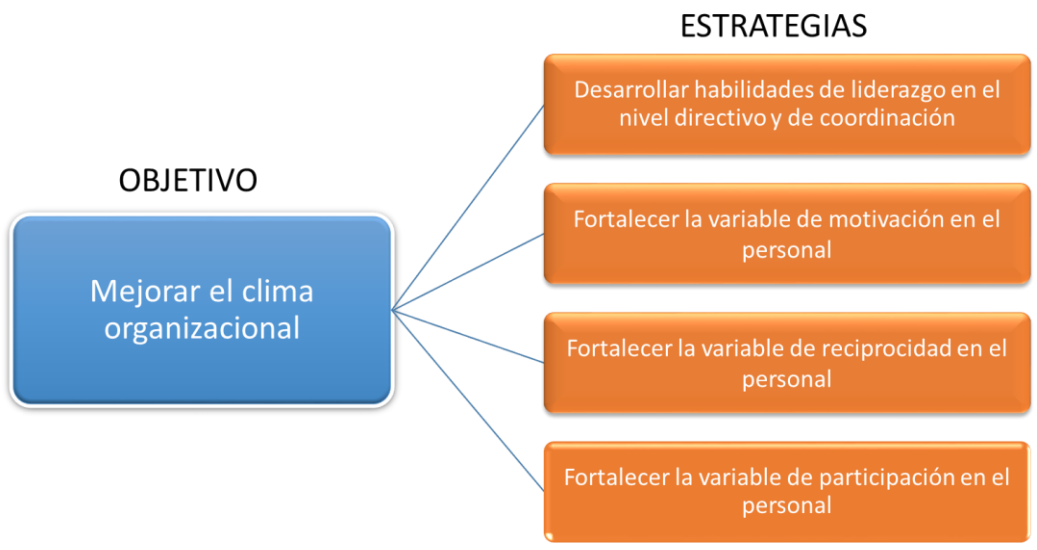 OBJETIVO
Mejorar el clima
organizacional
ESTRATEGIAS
Desarrollar habilidades de liderazgo en el
nivel directivo y de coordinación
Fortalecer la variable de motivación en el
personal
Fortalecer la variable de reciprocidad en el
personal
Fortalecer la variable de participación en el
personal